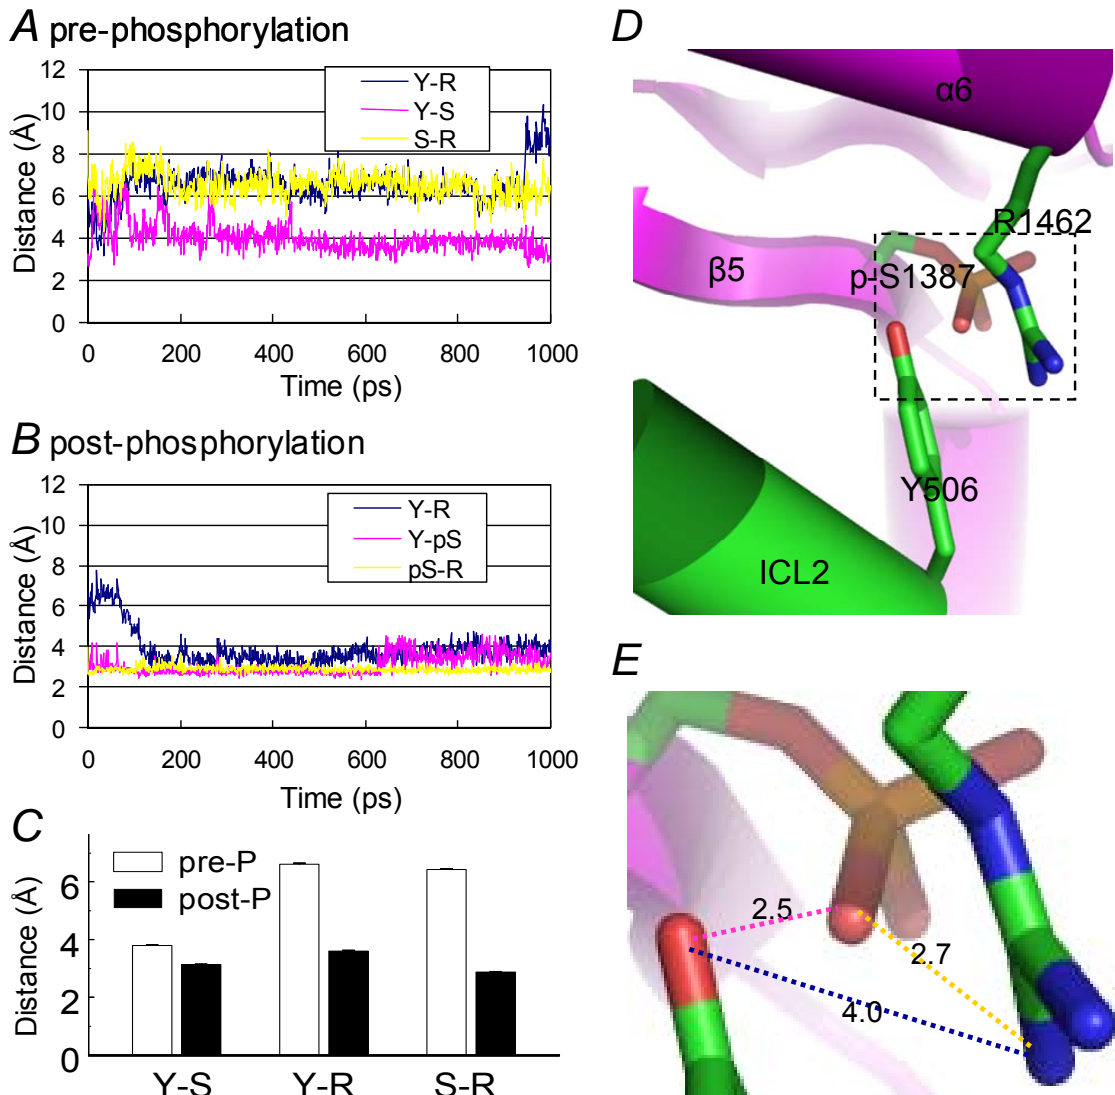 A pre-phosphorylation
12
10
8
6
4
2
0
Distance (Å)
Y-R
Y-S
S-R
0 200 400 600 800 1000
Time (ps)
B post-phosphorylation
12
10
8
6
4
2
0
Distance (Å)
Y-R
Y-pS
pS-R
0 200 400 600 800 1000
Time (ps)
C
6
4
2
0
Distance (Å)
pre-P
post-P
Y-S Y-R S-R
D
α6
R1462
β5
p-S1387
Y506
ICL2
E
2.5
2.7
4.0